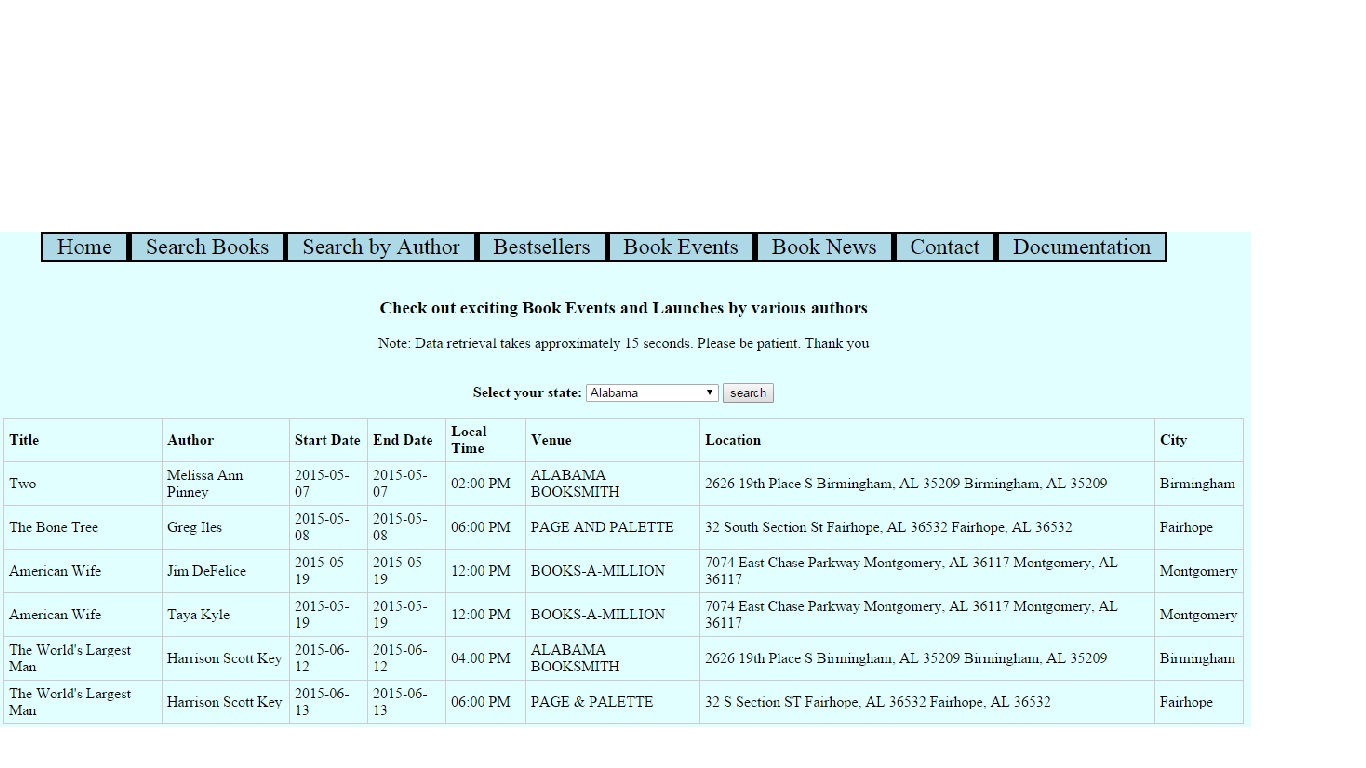 Home Search Books Search by Author Bestsellers Book Events Book News Contact Documentation
Check out exciting Book Events and Launches by various authors
Note: Data retrieval takes approximately 15 seconds. Please be patient. Thank you
Select your state: Alabama search
Title Author Start Date End Date Local Time Venue Location City
Two Melissa Ann Pinney 2015-05-07 2015-05-07 02:00 PM ALABAMA BOOKSMITH 2626 19th Place S Birmingham, AL 35209 Birmingham, AL 35209 Birmingham
The Bone Tree Greg Iles 2015-05-08 2015-05-08 06:00 PM PAGE AND PALETTE 32 South Section St Fairhope, AL 36532 Fairhope, AL 36532 Fairhope
American Wife Jim DeFelice 2015-05-19 2015-05-19 12:00 PM BOOKS-A-MILLION 7074 East Chase Parkway Montgomery, AL 36117 Montgomery, AL 36117 Montgomery
American Wife Taya Kyle 2015-05-19 2015-05-19 12:00 PM BOOKS-A-MILLION 7074 East Chase Parkway Montgomery, AL 36117 Montgomery, AL 36117 Montgomery
The World's Largest Man Harrison Scott Key 2015-06-12 2015-06-12 04:00 PM ALABAMA BOOKSMITH 2626 19th Place S Birmingham, AL 35209 Birmingham, AL 35209 Birmingham
The World's Largest Man Harrison Scott Key 2015-06-13 2015-06-13 06:00 PM PAGE & PALETTE 32 S Section ST Fairhope, AL 36532 Fairhope, AL 36532 Fairhope